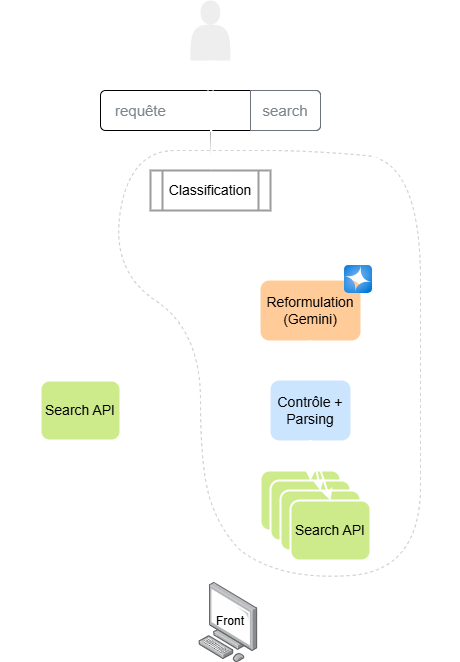 requête
search
Classification
Reformulation
(Gemini)
Search API
Contrôle +
Parsing
Search API
Front